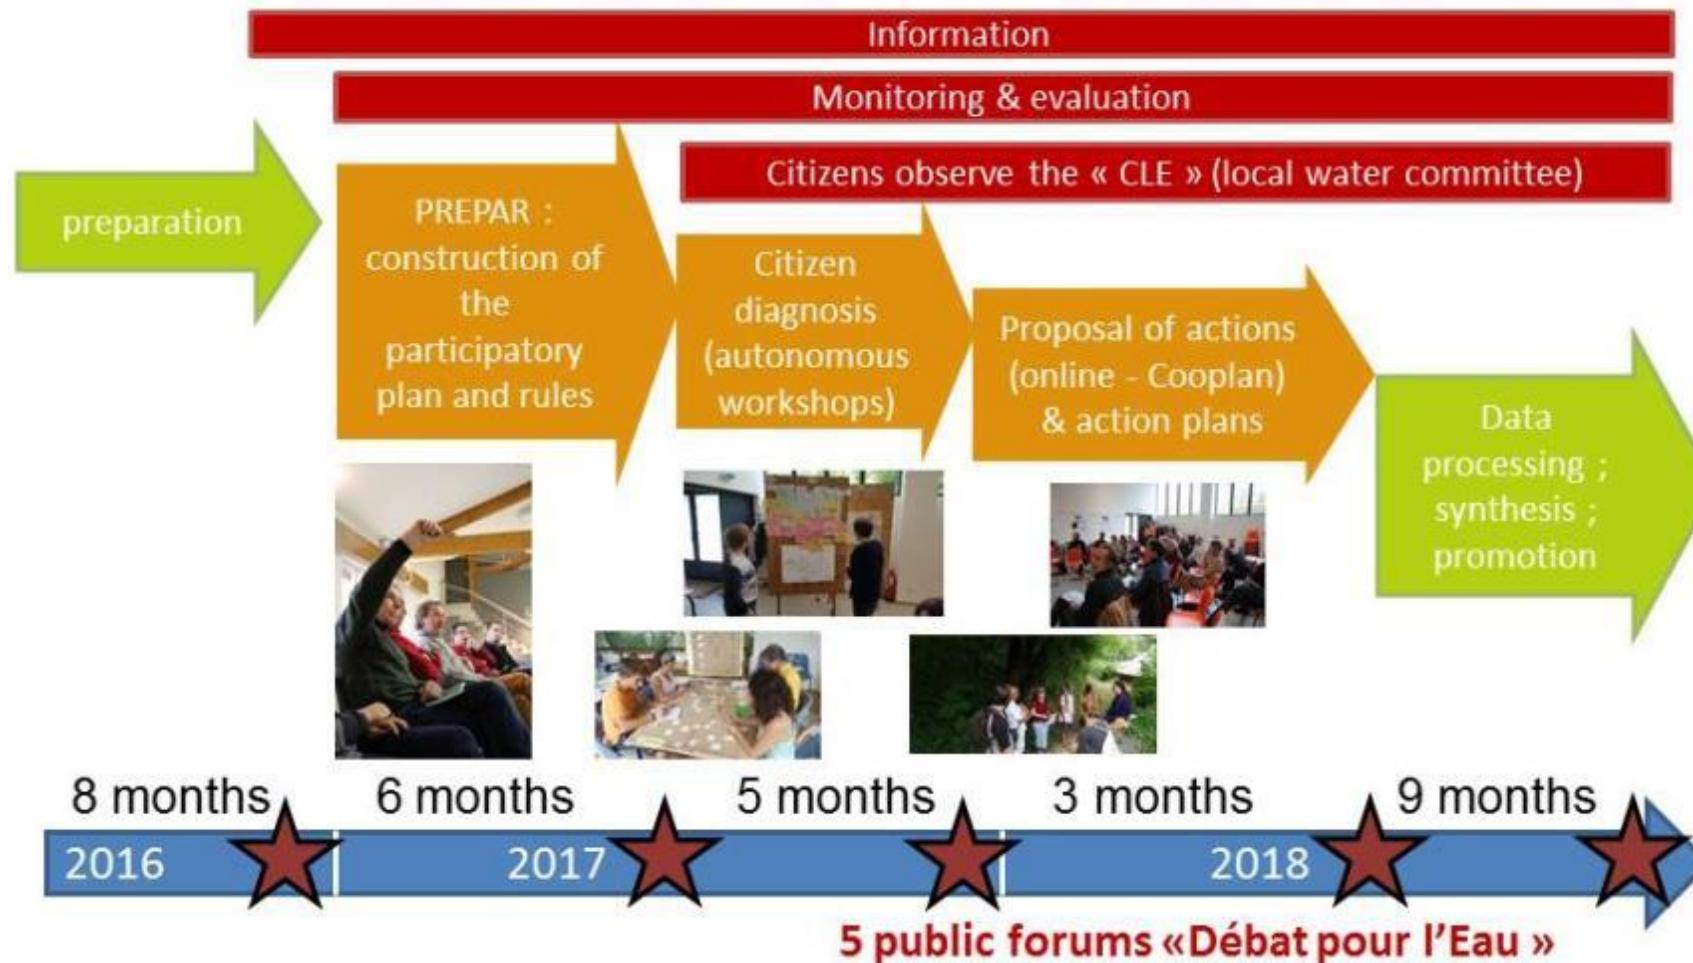 Information
Monitoring & evaluation
Citizens observe the « CLE » (local water committee)
preparation
PREPAR :
construction of
the
participatory
plan and rules
Citizen
diagnosis
(autonomous
workshops)
Proposal of actions
(online - Cooplan)
& action plans
Data
processing ;
synthesis ;
promotion
8 months
6 months
5 months
3 months
9 months
2016
2017
2018
5 public forums «Débat pour l'Eau »